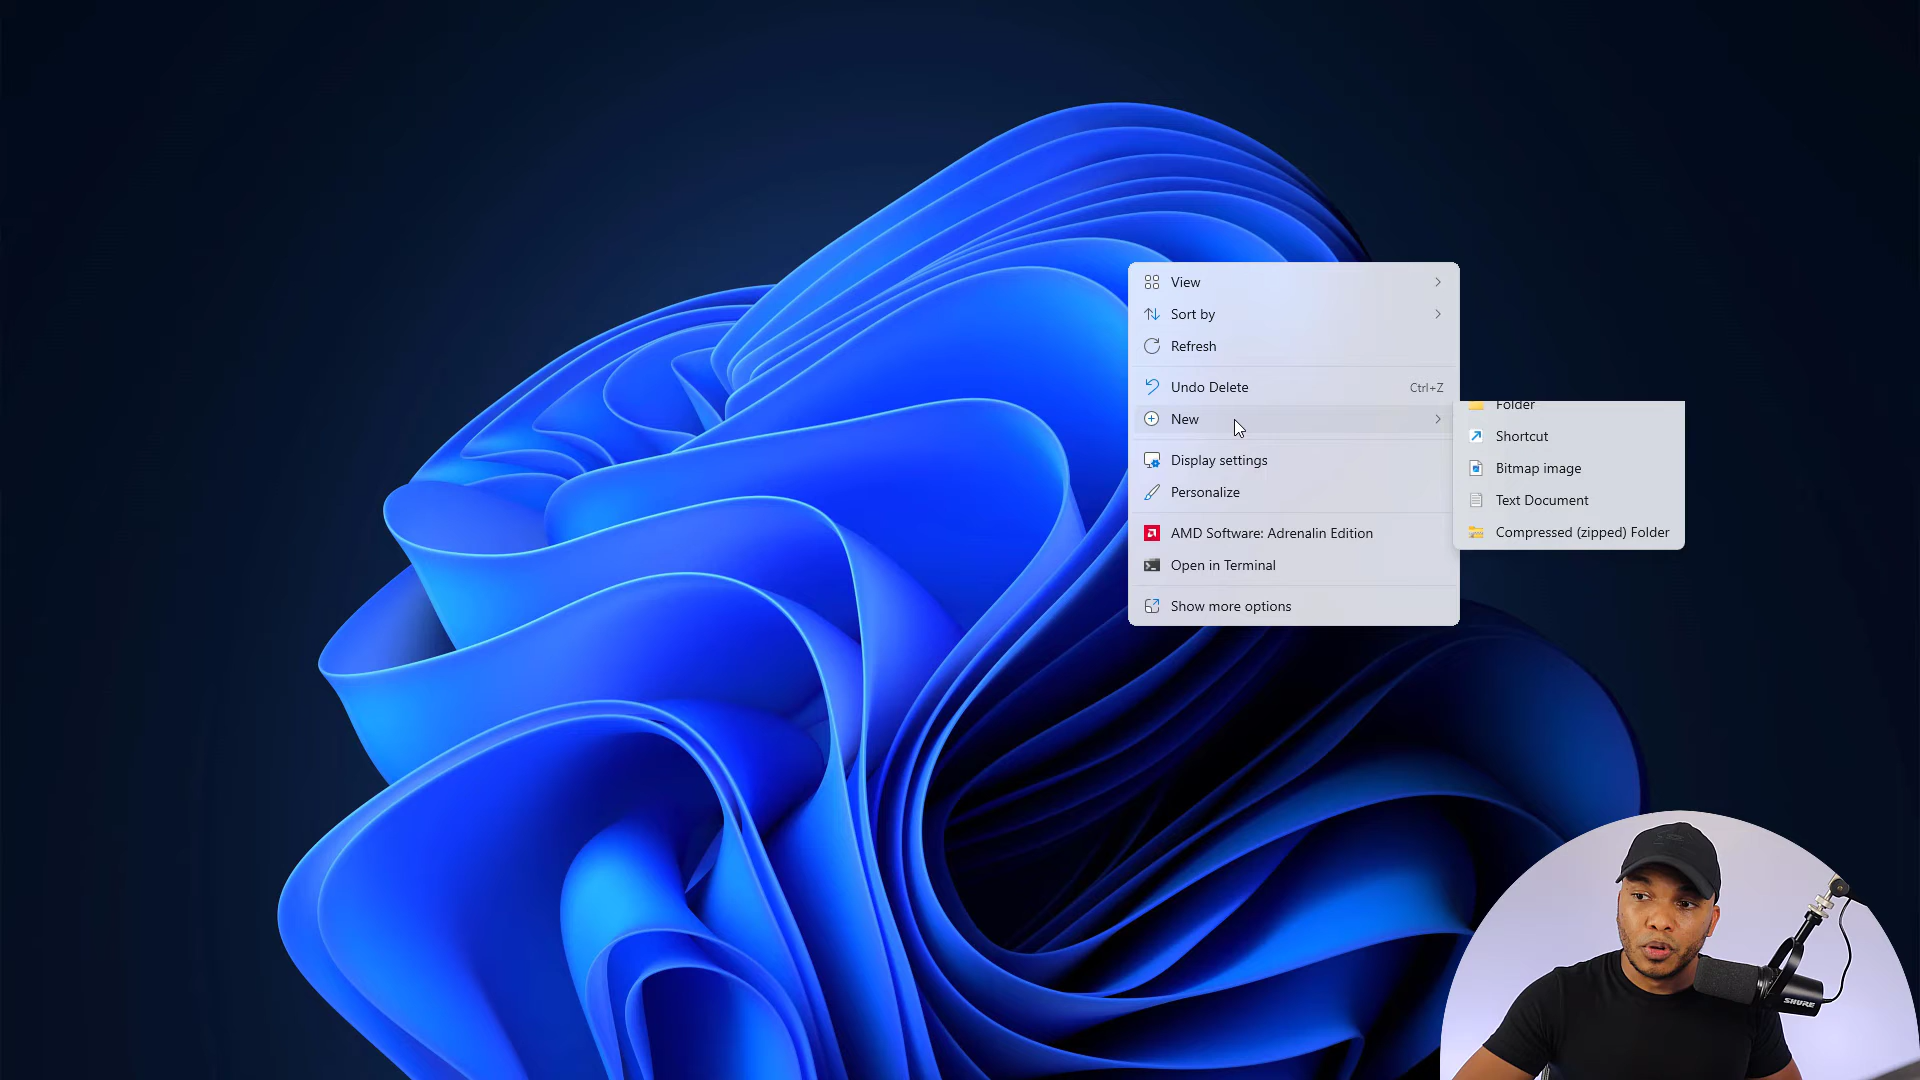 View
Sort by
Refresh
Undo Delete Ctrl+Z
New
Display settings
Personalize
AMD Software: Adrenalin Edition
Open in Terminal
Show more options
Folder
Shortcut
Bitmap image
Text Document
Compressed (zipped) Folder
SHURE